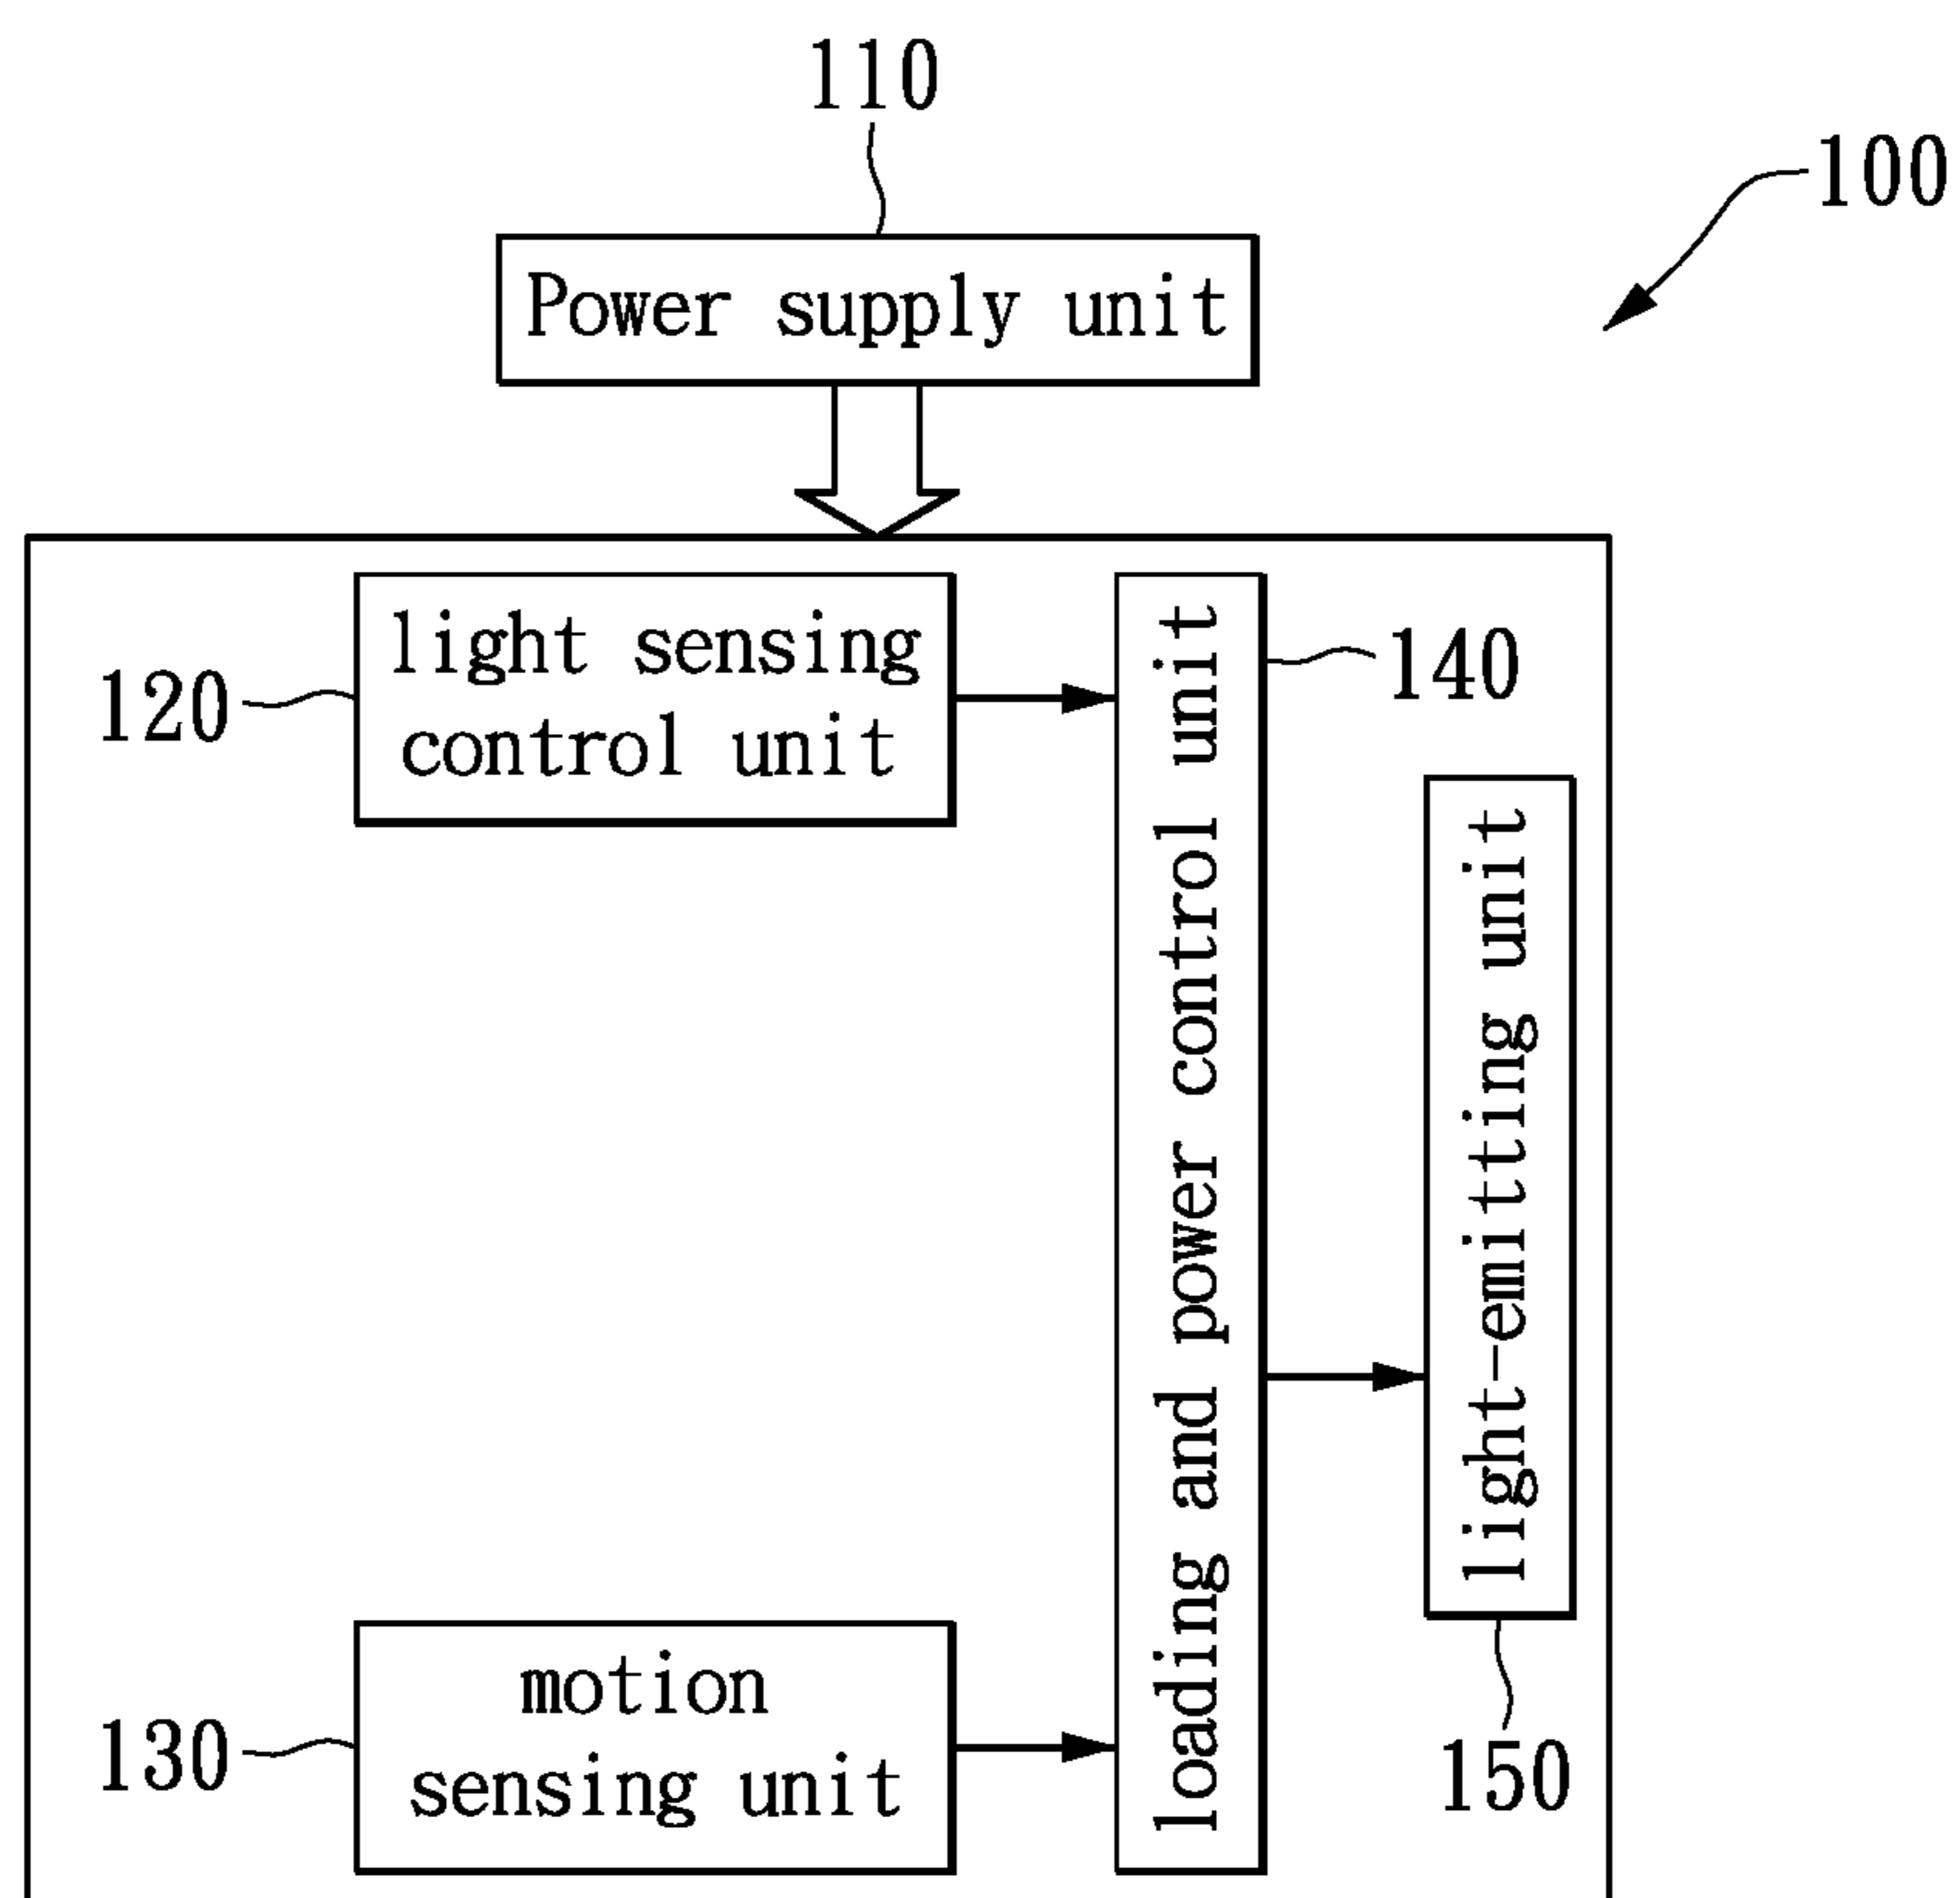 110
100
Power supply unit
light sensing
control unit
120
140
loading and power control unit
light-emitting unit
motion
sensing unit
130
150